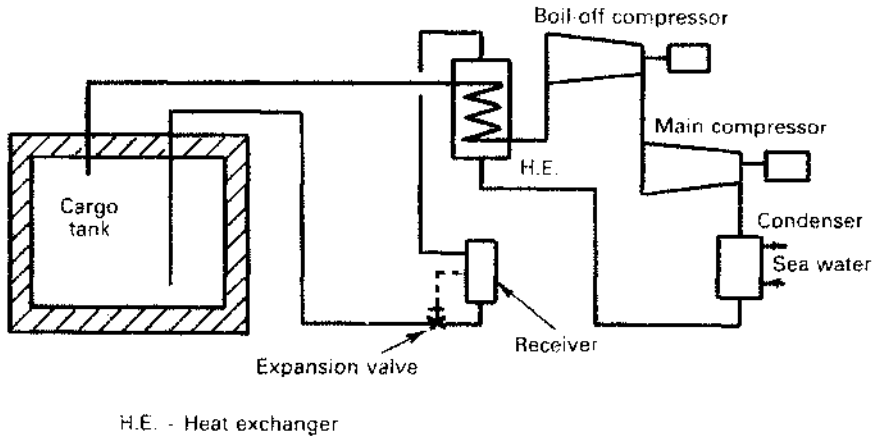 Boil-off compressor
Main compressor
H.E.
Cargo
tank
Condenser
Sea water
Receiver
Expansion valve
H.E. - Heat exchanger